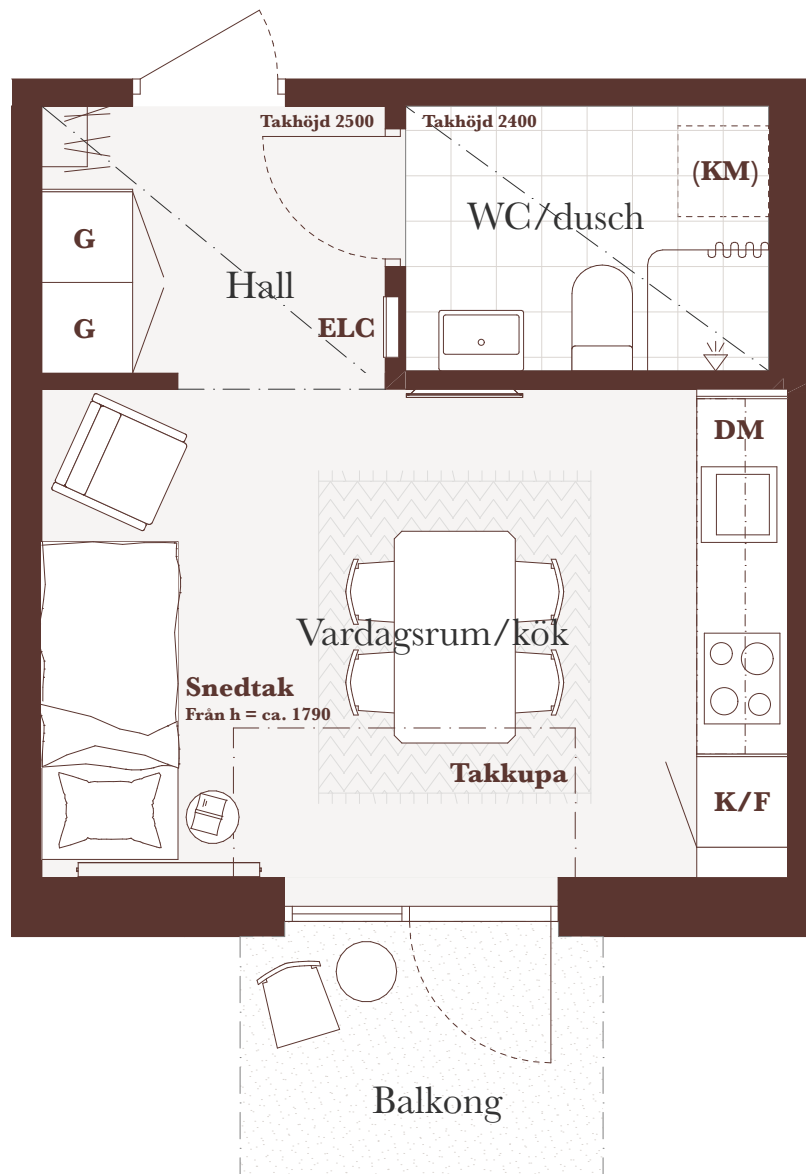 Takhöjd 2500
Takhöjd 2400
(KM)
WC/dusch
G
Hall
G
ELC
DM
Vardagsrum/kök
Snedtak
Från h = ca. 1790
Takkupa
K/F
Balkong